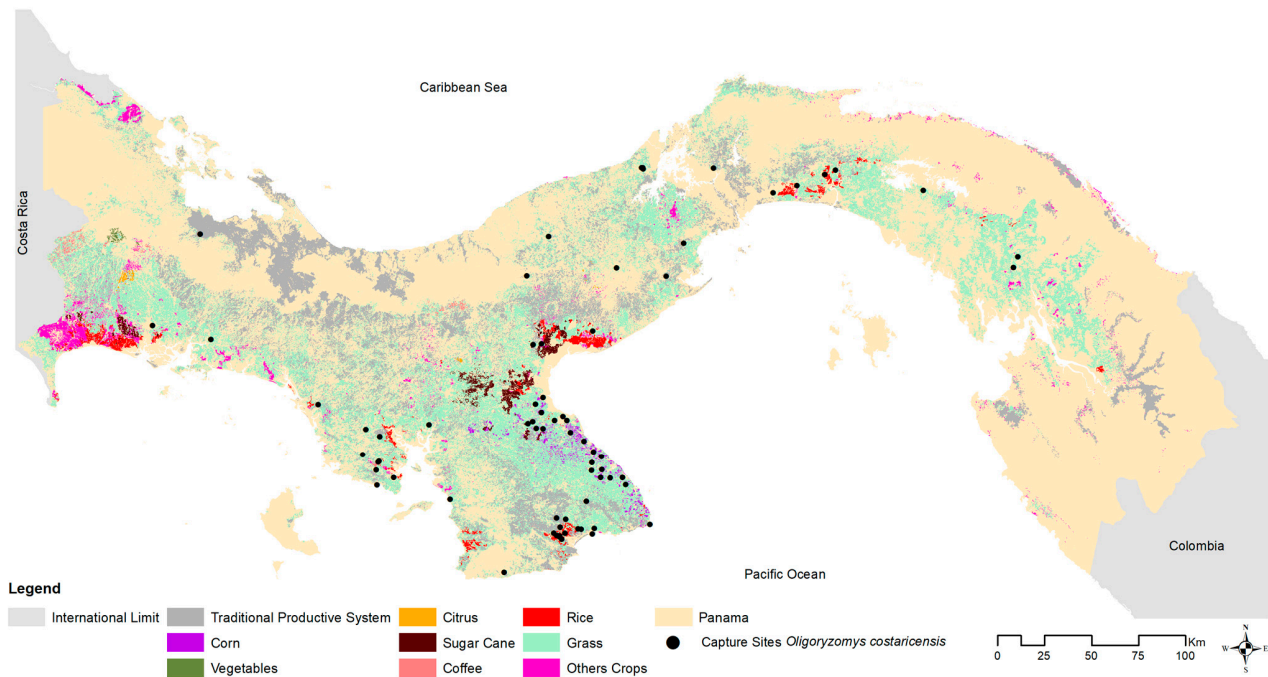 Caribbean Sea
Costa Rica
Colombia
Pacific Ocean
Legend
International Limit
Traditional Productive System
Citrus
Rice
Panama
Corn
Sugar Cane
Grass
Capture Sites Oligoryzomys costaricensis
Vegetables
Coffee
Others Crops
0 25 50 75 100 Km
N
W E
S